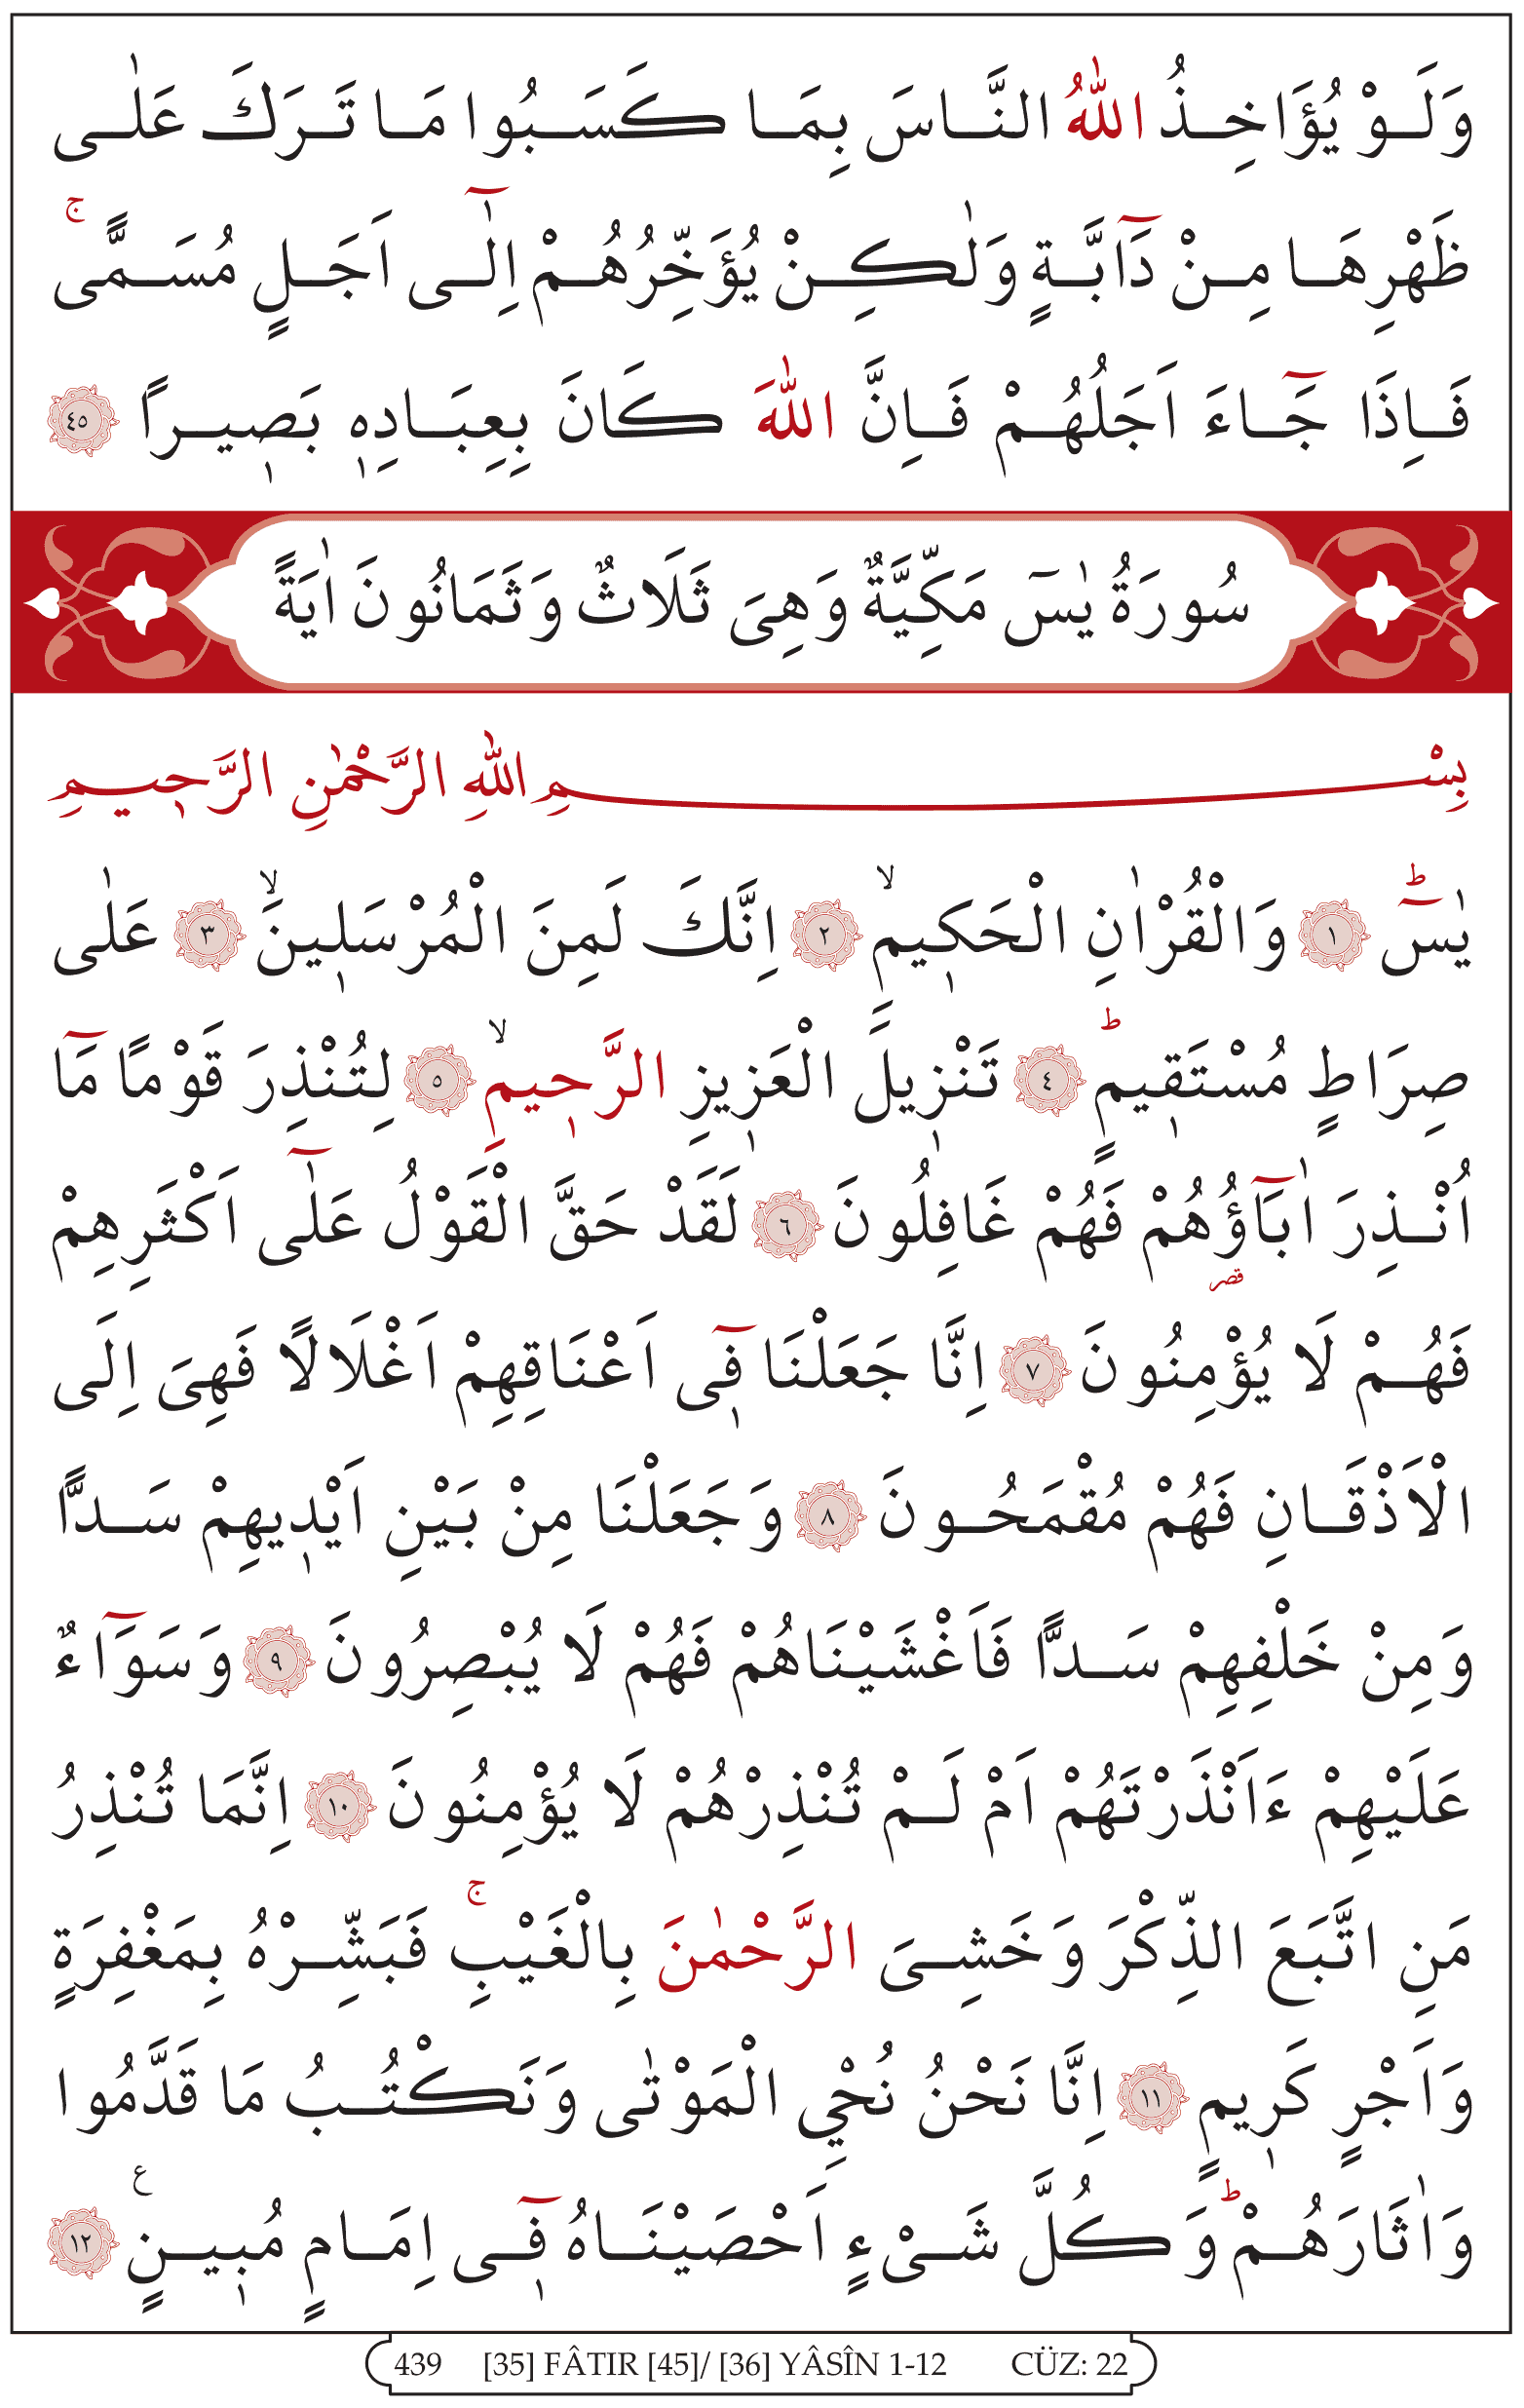 وَلَوْ يُؤَاخِذُ اللّٰهُ النَّاسَ بِمَا كَسَبُوا مَا تَرَكَ عَلٰى
ظَهْرِهَا مِنْ دَٓابَّةٍ وَلٰكِنْ يُؤَخِّرُهُمْ اِلٰٓى اَجَلٍ مُسَمًّىۚ
فَاِذَا جَٓاءَ اَجَلُهُمْ فَاِنَّ اللّٰهَ كَانَ بِعِبَادِه۪ بَص۪يراً ٤٥
سُورَةُ يٰسٓ مَكِّيَّةٌ وَهِيَ ثَلَاثٌ وَثَمَانُونَ اٰيَةً
بِسْمِ اللّٰهِ الرَّحْمٰنِ الرَّح۪يمِ
يٰسٓۜ ١ وَالْقُرْاٰنِ الْحَك۪يمِۙ ٢ اِنَّكَ لَمِنَ الْمُرْسَل۪ينَۙ ٣ عَلٰى
صِرَاطٍ مُسْتَق۪يمٍۜ ٤ تَنْز۪يلَ الْعَز۪يزِ الرَّح۪يمِۙ ٥ لِتُنْذِرَ قَوْمًا مَٓا
اُنْذِرَ اٰبَٓاؤُ۬هُمْ فَهُمْ غَافِلُونَ ٦ لَقَدْ حَقَّ الْقَوْلُ عَلٰٓى اَكْثَرِهِمْ
قصر
فَهُمْ لَا يُؤْمِنُونَ ٧ اِنَّا جَعَلْنَا ف۪ٓي اَعْنَاقِهِمْ اَغْلَالًا فَهِيَ اِلَى
الْاَذْقَانِ فَهُمْ مُقْمَحُونَ ٨ وَجَعَلْنَا مِنْ بَيْنِ اَيْد۪يهِمْ سَدًّا
وَمِنْ خَلْفِهِمْ سَدًّا فَاَغْشَيْنَاهُمْ فَهُمْ لَا يُبْصِرُونَ ٩ وَسَوَٓاءٌ
عَلَيْهِمْ ءَاَنْذَرْتَهُمْ اَمْ لَمْ تُنْذِرْهُمْ لَا يُؤْمِنُونَ ١٠ اِنَّمَا تُنْذِرُ
مَنِ اتَّبَعَ الذِّكْرَ وَخَشِيَ الرَّحْمٰنَ بِالْغَيْبِۚ فَبَشِّرْهُ بِمَغْفِرَةٍ
وَاَجْرٍ كَر۪يمٍ ١١ اِنَّا نَحْنُ نُحْيِ الْمَوْتٰى وَنَكْتُبُ مَا قَدَّمُوا
وَاٰثَارَهُمْۜ وَكُلَّ شَيْءٍ اَحْصَيْنَاهُ ف۪ٓي اِمَامٍ مُب۪ينٍ۟ ١٢
439 [35] FÂTIR [45]/ [36] YÂSÎN 1-12 CÜZ: 22